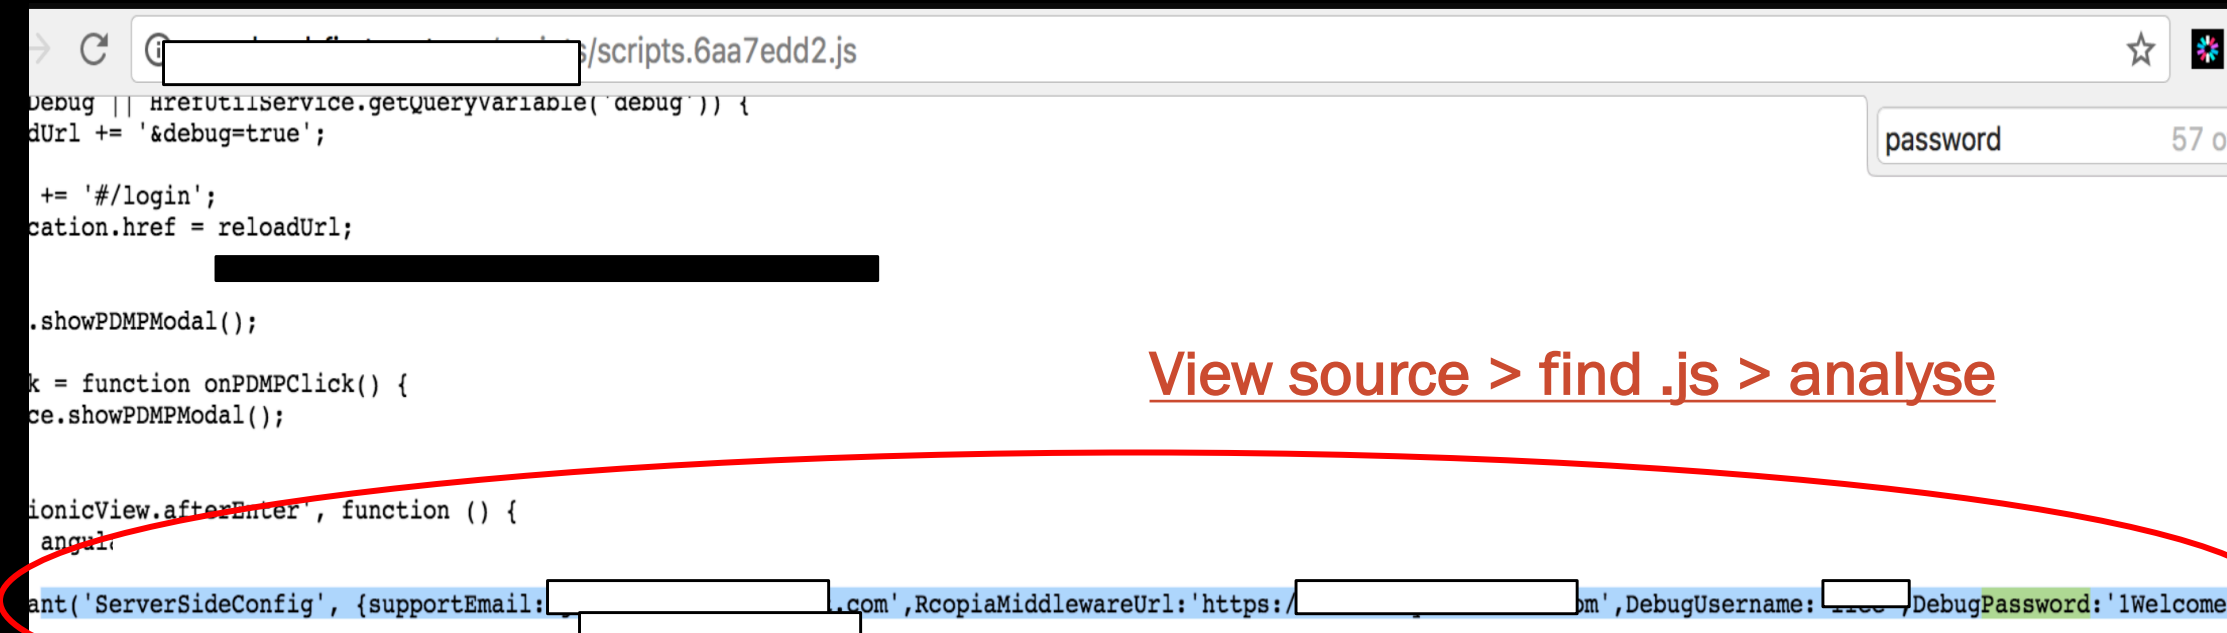 /scripts.6aa7edd2.js
Debug || HrefUtilService.getQueryVariable('debug')) {
password 57 o
dUrl += '&debug=true';
+= '#/login';
cation.href = reloadUrl;
.showPDMPModal();
View source > find .js > analyse
k = function onPDMPClick() {
ce.showPDMPModal();
ionicView.afterEnter', function () {
angul
ant('ServerSideConfig', {supportEmail: .com',RcopiaMiddlewareUrl:'https:/ om',DebugUsername: ,DebugPassword:'1Welcome